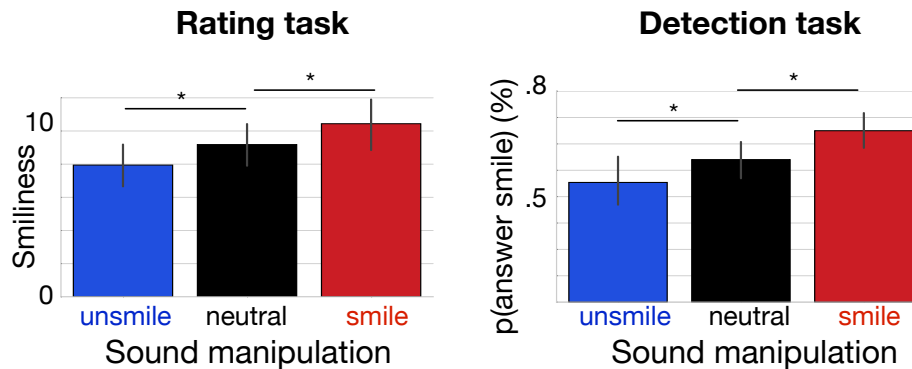 Rating task
Smiliness
10
0
*
*
unsmile neutral smile
Sound manipulation
Detection task
p(answer smile) (%)
.8
.5
*
*
unsmile neutral smile
Sound manipulation